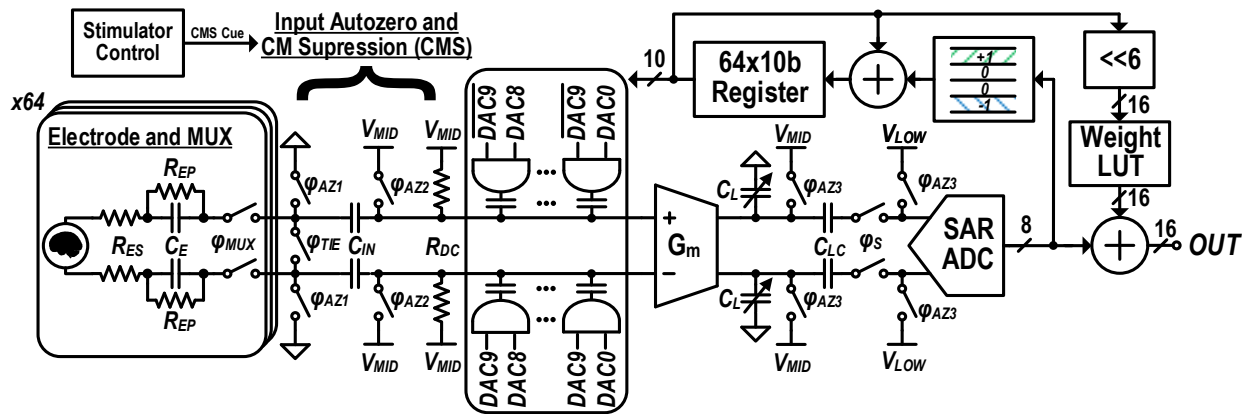 Stimulator
Control
CMS Cue
Input Autozero and
CM Supression (CMS)
x64
Electrode and MUX
R_EP
R_ES
C_E
φ_MUX
R_EP
φ_AZ1
φ_TIE
φ_AZ1
C_IN
V_MID
V_MID
φ_AZ2
φ_AZ2
R_DC
V_MID
V_MID
DAC9
DAC8
...
DAC9
DAC0
...
...
DAC9
DAC8
...
DAC9
DAC0
10
64x10b
Register
+1
0
0
-1
<<6
16
Weight
LUT
16
+
G_m
−
C_L
C_L
V_MID
V_LOW
φ_AZ3
φ_AZ3
C_LC
φ_S
C_LC
φ_AZ3
φ_AZ3
V_MID
V_LOW
SAR
ADC
8
16
OUT